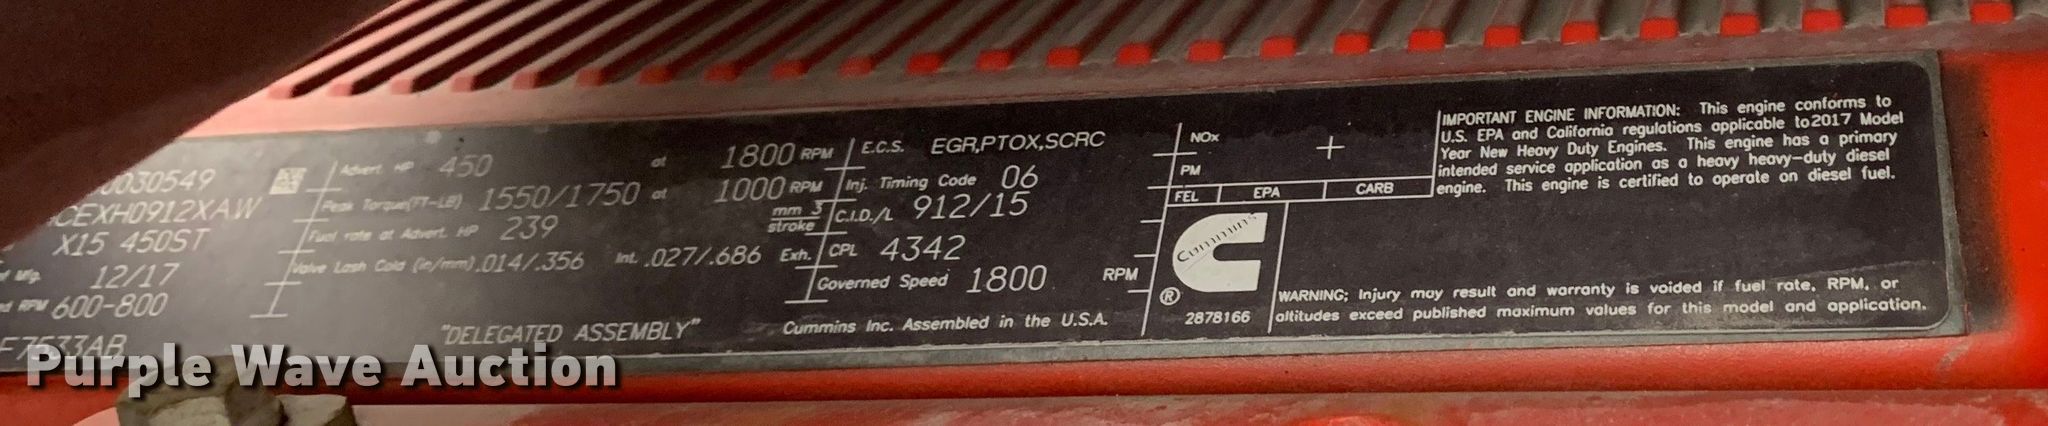 0030549
CEXH0912XAW
X15 450ST
Mfg. 12/17
RPM 600-800
F7533AB
Advert. HP 450 at 1800 RPM
Peak Torque(FT-LB) 1550/1750 at 1000 RPM
Fuel rate at Advert. HP 239 mm 3 stroke
Valve Lash Cold (in/mm) .014/.356 Int. .027/.686 Exh.
"DELEGATED ASSEMBLY"
E.C.S. EGR,PTOX,SCRC
Inj. Timing Code 06
C.I.D./L 912/15
CPL 4342
Governed Speed 1800 RPM
Cummins Inc. Assembled in the U.S.A.
NOx
PM
FEL EPA CARB
Cummins
®
2878166
IMPORTANT ENGINE INFORMATION: This engine conforms to
U.S. EPA and California regulations applicable to 2017 Model
Year New Heavy Duty Engines. This engine has a primary
intended service application as a heavy heavy-duty diesel
engine. This engine is certified to operate on diesel fuel.
WARNING; Injury may result and warranty is voided if fuel rate, RPM, or
altitudes exceed published maximum values for this model and application.
Purple Wave Auction